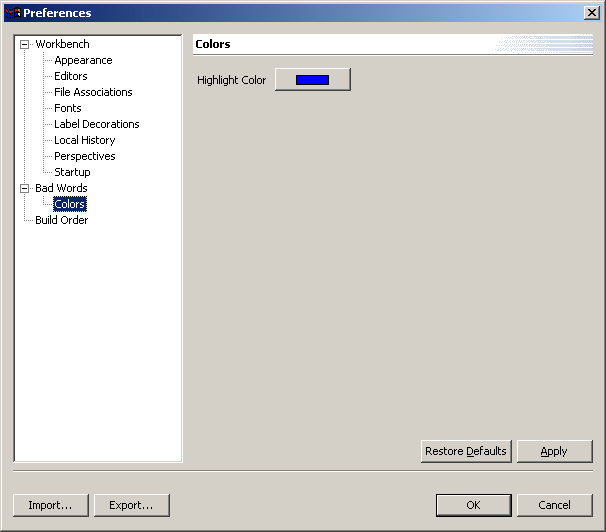 Preferences
Workbench
Appearance
Editors
File Associations
Fonts
Label Decorations
Local History
Perspectives
Startup
Bad Words
Colors
Build Order
Colors
Highlight Color
Restore Defaults
Apply
Import...
Export...
OK
Cancel